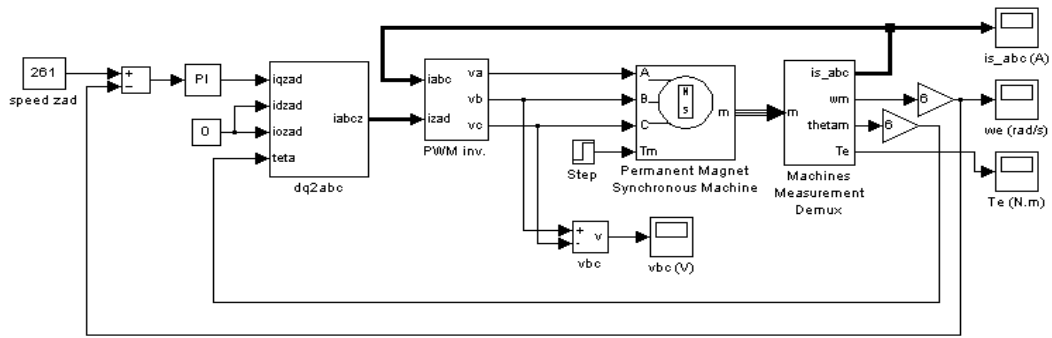 261
speed zad
+
−
PI
0
iqzad
idzad
iozad
teta
iabcz
dq2abc
iabc
izad
va
vb
vc
PWM inv.
Step
A
B
C
Tm
N
S
m
Permanent Magnet
Synchronous Machine
+
-
v
vbc
vbc (V)
m
is_abc
wm
thetam
Te
Machines
Measurement
Demux
6
6
is_abc (A)
we (rad/s)
Te (N.m)